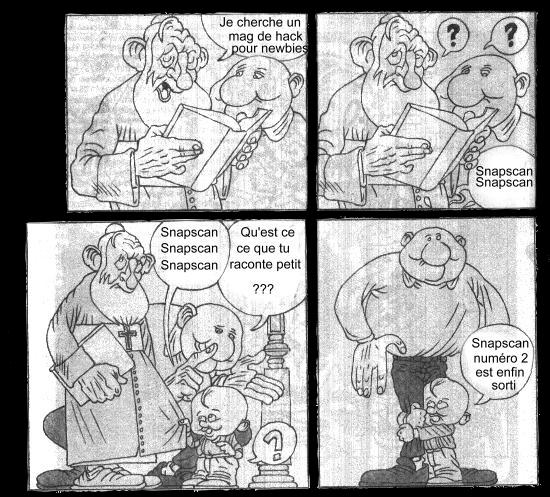 Je cherche un
mag de hack
pour newbies
?
?
Snapscan
Snapscan
Snapscan
Snapscan
Snapscan
Qu'est ce
ce que tu
raconte petit
???
?
Snapscan
numéro 2
est enfin
sorti